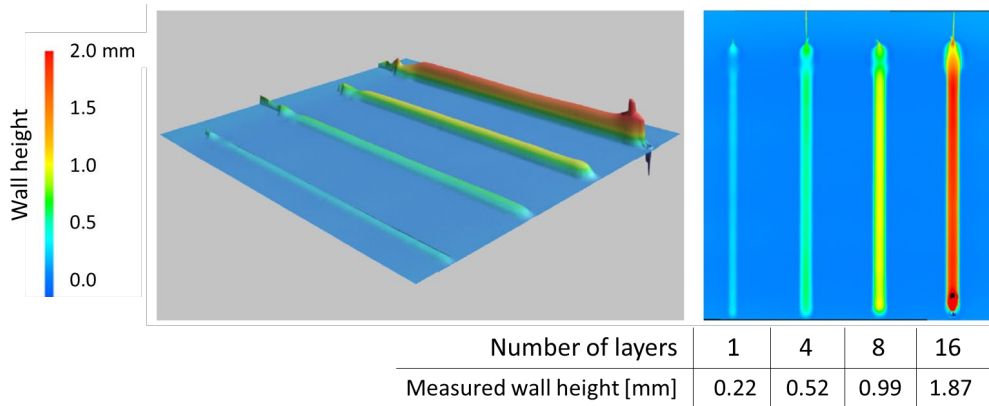 Wall height
2.0 mm
1.5
1.0
0.5
0.0
Number of layers 1 4 8 16
Measured wall height [mm] 0.22 0.52 0.99 1.87